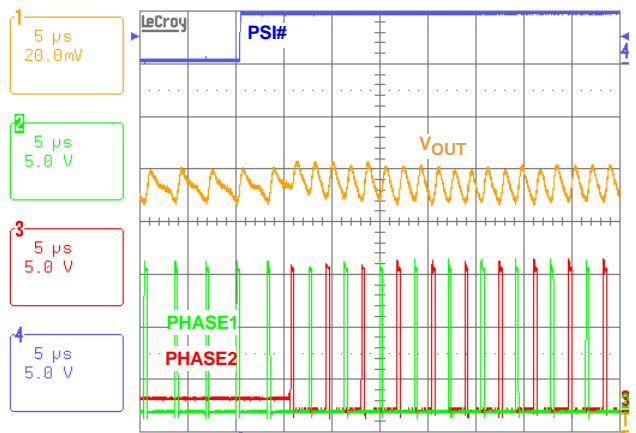 1
5 µs
20.0mV
2
5 µs
5.0 V
3
5 µs
5.0 V
4
5 µs
5.0 V
LeCroy
PSI#
4
VOUT
PHASE1
PHASE2
3
1